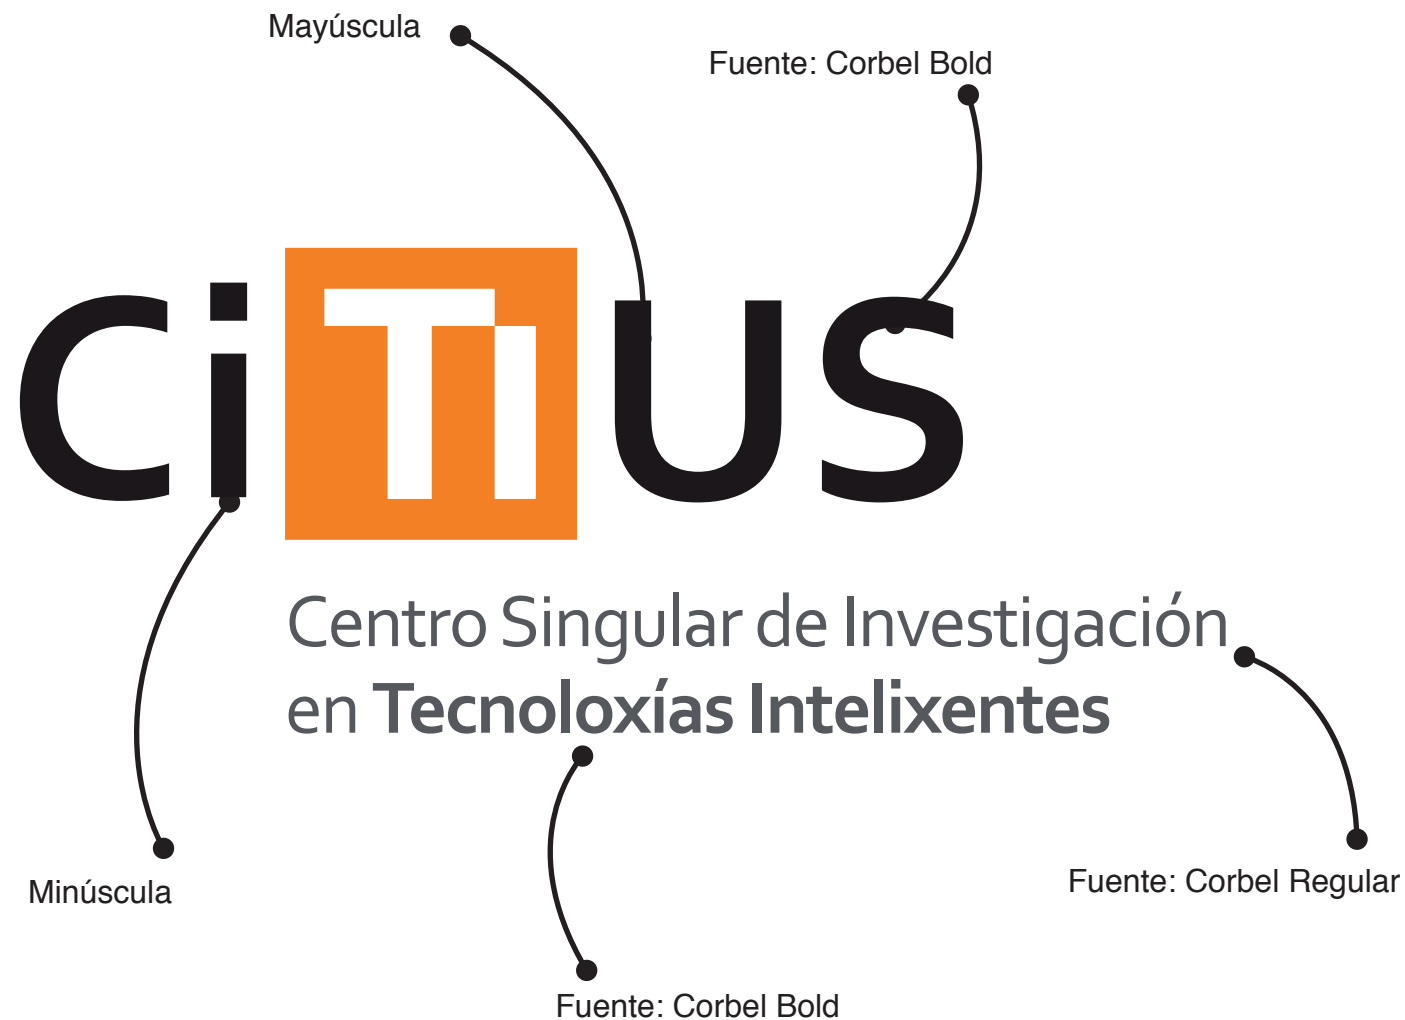 Mayúscula
Fuente: Corbel Bold
CiTIUS
Centro Singular de Investigación
en Tecnoloxías Intelixentes
Fuente: Corbel Regular
Minúscula
Fuente: Corbel Bold